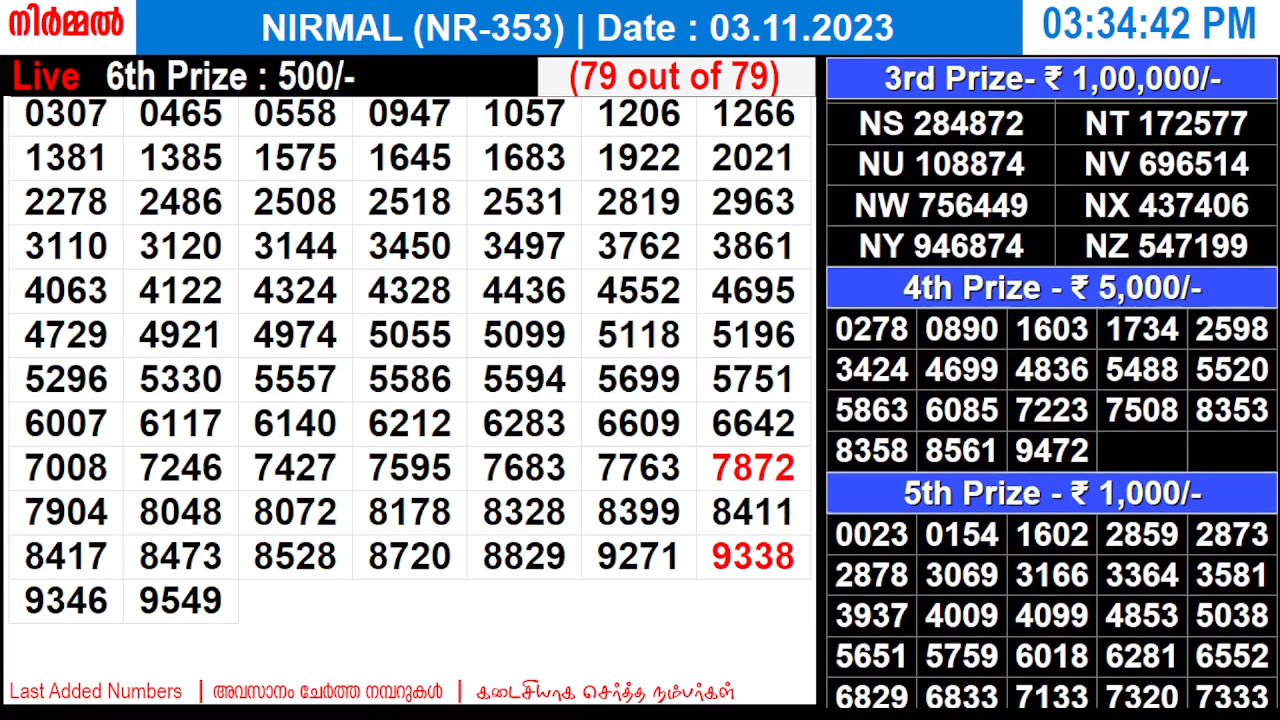 നിർമ്മൽ NIRMAL (NR-353) | Date : 03.11.2023 03:34:42 PM
Live 6th Prize : 500/- (79 out of 79)
0307 0465 0558 0947 1057 1206 1266
1381 1385 1575 1645 1683 1922 2021
2278 2486 2508 2518 2531 2819 2963
3110 3120 3144 3450 3497 3762 3861
4063 4122 4324 4328 4436 4552 4695
4729 4921 4974 5055 5099 5118 5196
5296 5330 5557 5586 5594 5699 5751
6007 6117 6140 6212 6283 6609 6642
7008 7246 7427 7595 7683 7763 7872
7904 8048 8072 8178 8328 8399 8411
8417 8473 8528 8720 8829 9271 9338
9346 9549
Last Added Numbers | അവസാനം ചേർത്ത നമ്പറുകൾ | கடைசியாக சேர்த்த நம்பர்கள்
3rd Prize- ₹ 1,00,000/-
NS 284872 NT 172577
NU 108874 NV 696514
NW 756449 NX 437406
NY 946874 NZ 547199
4th Prize - ₹ 5,000/-
0278 0890 1603 1734 2598
3424 4699 4836 5488 5520
5863 6085 7223 7508 8353
8358 8561 9472
5th Prize - ₹ 1,000/-
0023 0154 1602 2859 2873
2878 3069 3166 3364 3581
3937 4009 4099 4853 5038
5651 5759 6018 6281 6552
6829 6833 7133 7320 7333